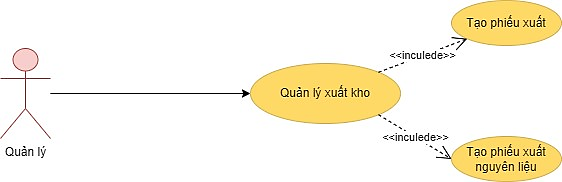 Tạo phiếu xuất
<<inculede>>
Quản lý xuất kho
<<inculede>>
Quản lý
Tạo phiếu xuất
nguyên liệu